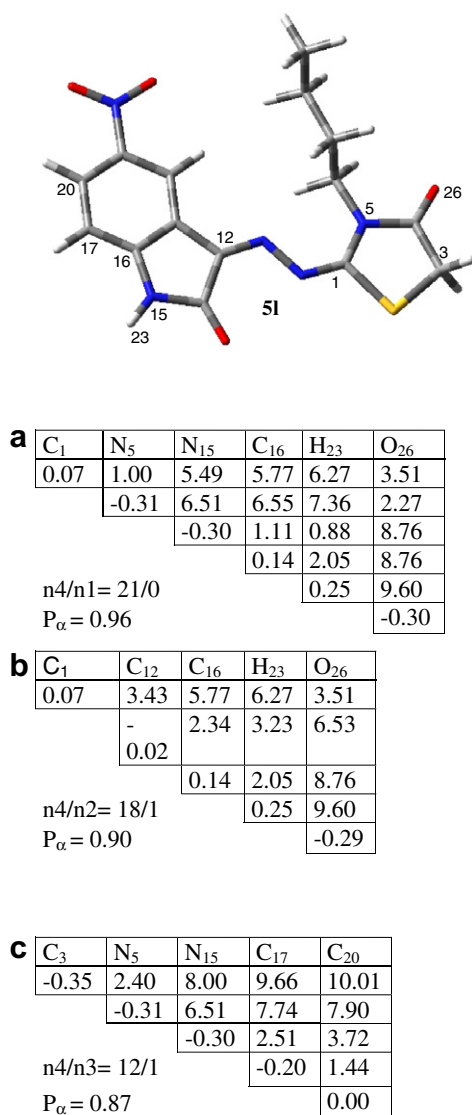 26
20
12
5
3
17
16
1
15
5l
23
a
C1 N5 N15 C16 H23 O26
0.07 1.00 5.49 5.77 6.27 3.51
-0.31 6.51 6.55 7.36 2.27
-0.30 1.11 0.88 8.76
0.14 2.05 8.76
n4/n1= 21/0 0.25 9.60
Pα = 0.96 -0.30
b
C1 C12 C16 H23 O26
0.07 3.43 5.77 6.27 3.51
- 2.34 3.23 6.53
0.02
0.14 2.05 8.76
n4/n2= 18/1 0.25 9.60
Pα = 0.90 -0.29
c
C3 N5 N15 C17 C20
-0.35 2.40 8.00 9.66 10.01
-0.31 6.51 7.74 7.90
-0.30 2.51 3.72
n4/n3= 12/1 -0.20 1.44
Pα = 0.87 0.00